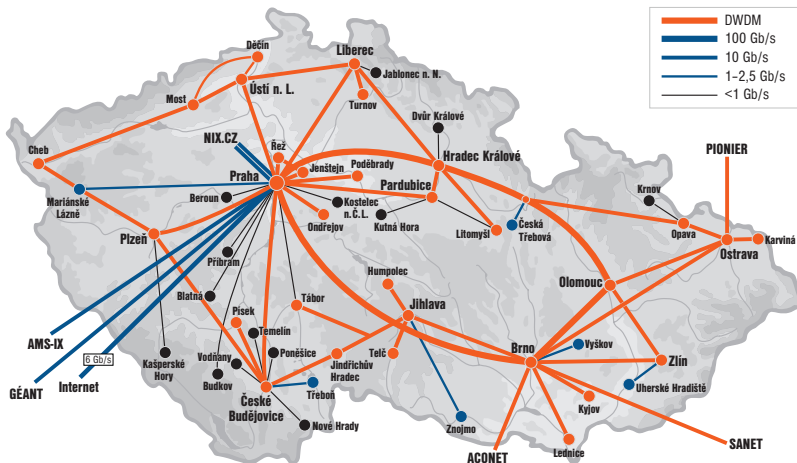 DWDM
100 Gb/s
10 Gb/s
1–2,5 Gb/s
<1 Gb/s
Děčín
Liberec
Jablonec n. N.
Ústí n. L.
Turnov
Most
Dvůr Králové
NIX.CZ
PIONIER
Cheb
Řež
Hradec Králové
Jenštejn
Poděbrady
Praha
Pardubice
Krnov
Mariánské
Lázně
Beroun
Kostelec
n.Č.L.
Kutná Hora
Litomyšl
Česká
Třebová
Opava
Karviná
Ostrava
Ondřejov
Plzeň
Příbram
Humpolec
Olomouc
Blatná
Tábor
Jihlava
Písek
Temelín
AMS-IX
6 Gb/s
Vodňany
Poněšice
Telč
Brno
Vyškov
Zlín
Kašperské
Hory
Budkov
Jindřichův
Hradec
GÉANT
Internet
Třeboň
Uherské Hradiště
České
Budějovice
Kyjov
Nové Hrady
Znojmo
Lednice
ACONET
SANET